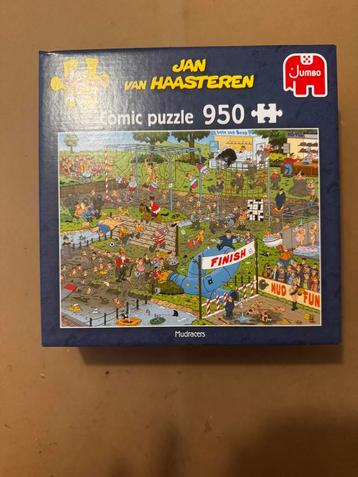 JAN
VAN HAASTEREN
Jumbo
comic puzzle 950
FINISH
MUD FUN
Mudracers